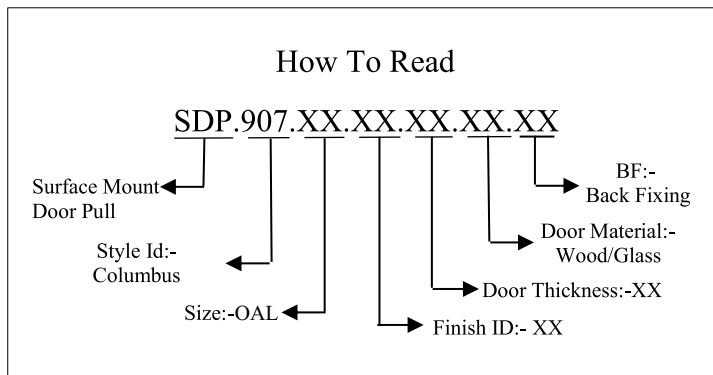 How To Read
SDP.907.XX.XX.XX.XX.XX
Surface Mount
Door Pull
Style Id:-
Columbus
Size:-OAL
Finish ID:- XX
Door Thickness:-XX
Door Material:-
Wood/Glass
BF:-
Back Fixing